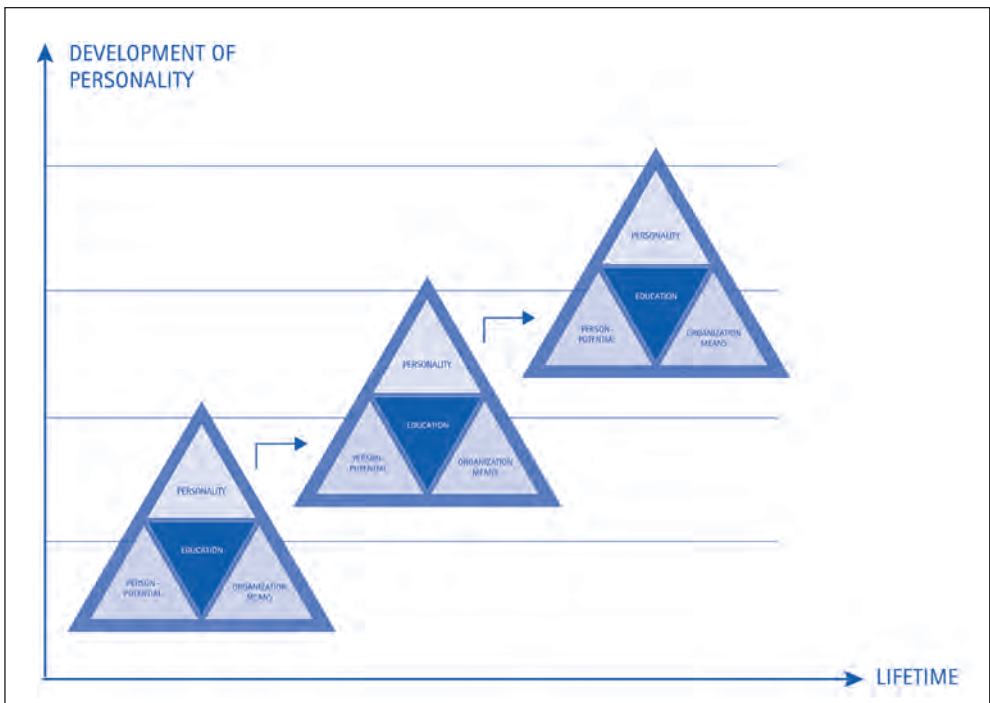 DEVELOPMENT OF
PERSONALITY
PERSONALITY
EDUCATION
PERSON-
POTENTIAL
ORGANIZATION
MEANS
PERSONALITY
EDUCATION
PERSON-
POTENTIAL
ORGANIZATION
MEANS
PERSONALITY
EDUCATION
PERSON-
POTENTIAL
ORGANIZATION
MEANS
LIFETIME